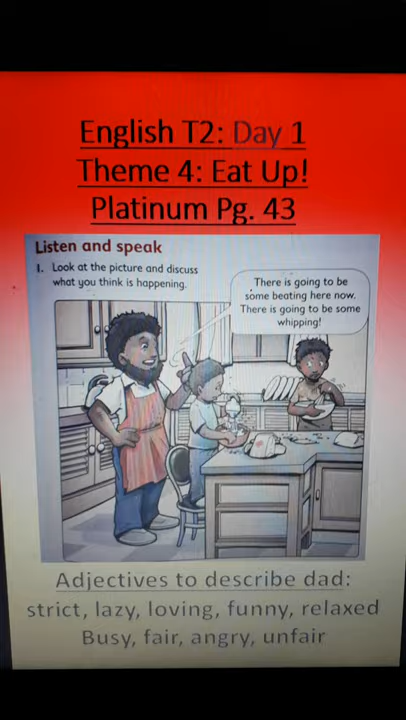 English T2: Day 1
Theme 4: Eat Up!
Platinum Pg. 43
Listen and speak
1. Look at the picture and discuss
what you think is happening.
There is going to be
some beating here now.
There is going to be some
whipping!
Adjectives to describe dad:
strict, lazy, loving, funny, relaxed
Busy, fair, angry, unfair